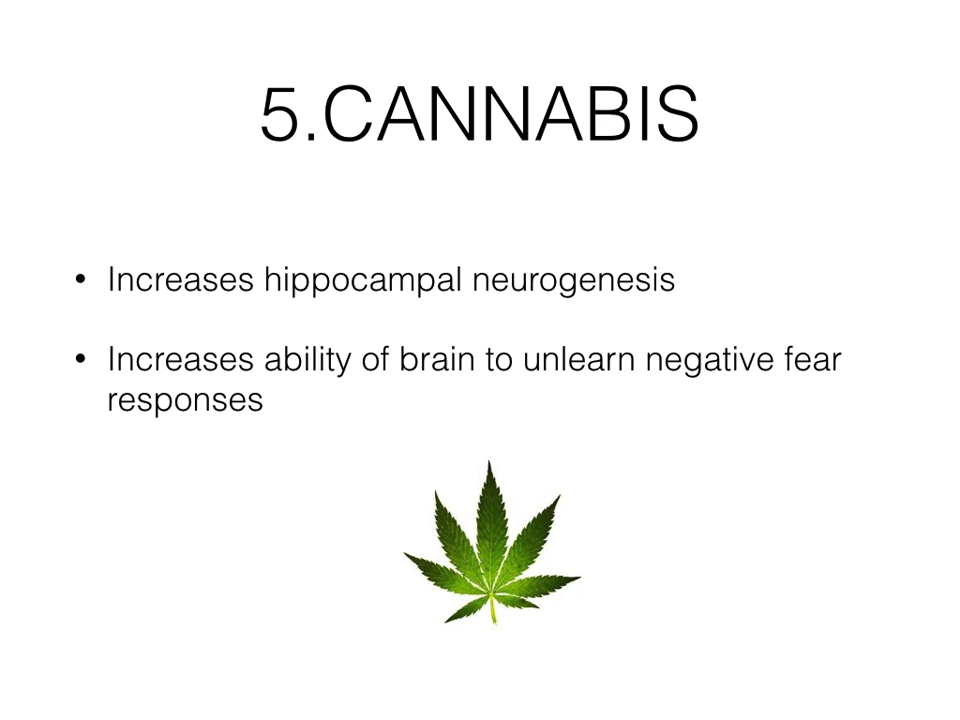 5.CANNABIS
• Increases hippocampal neurogenesis
• Increases ability of brain to unlearn negative fear
responses